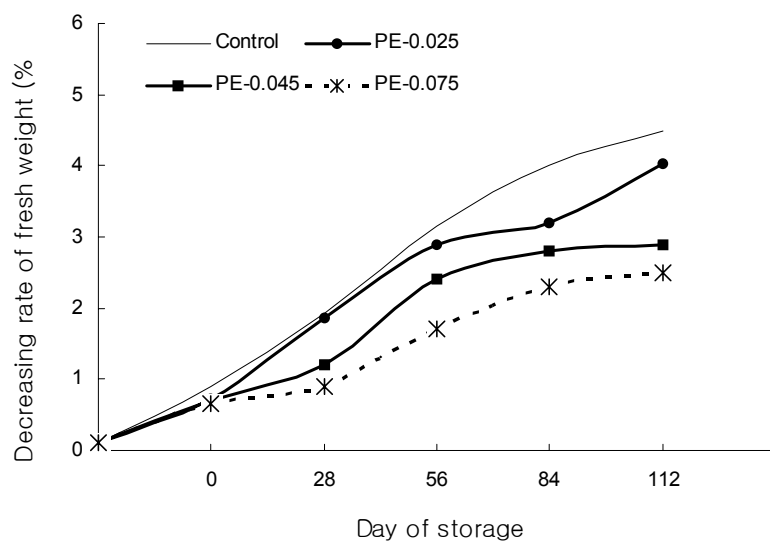 6
Control PE-0.025
PE-0.045 PE-0.075
5
4
3
2
1
0
Decreasing rate of fresh weight (%
0 28 56 84 112
Day of storage